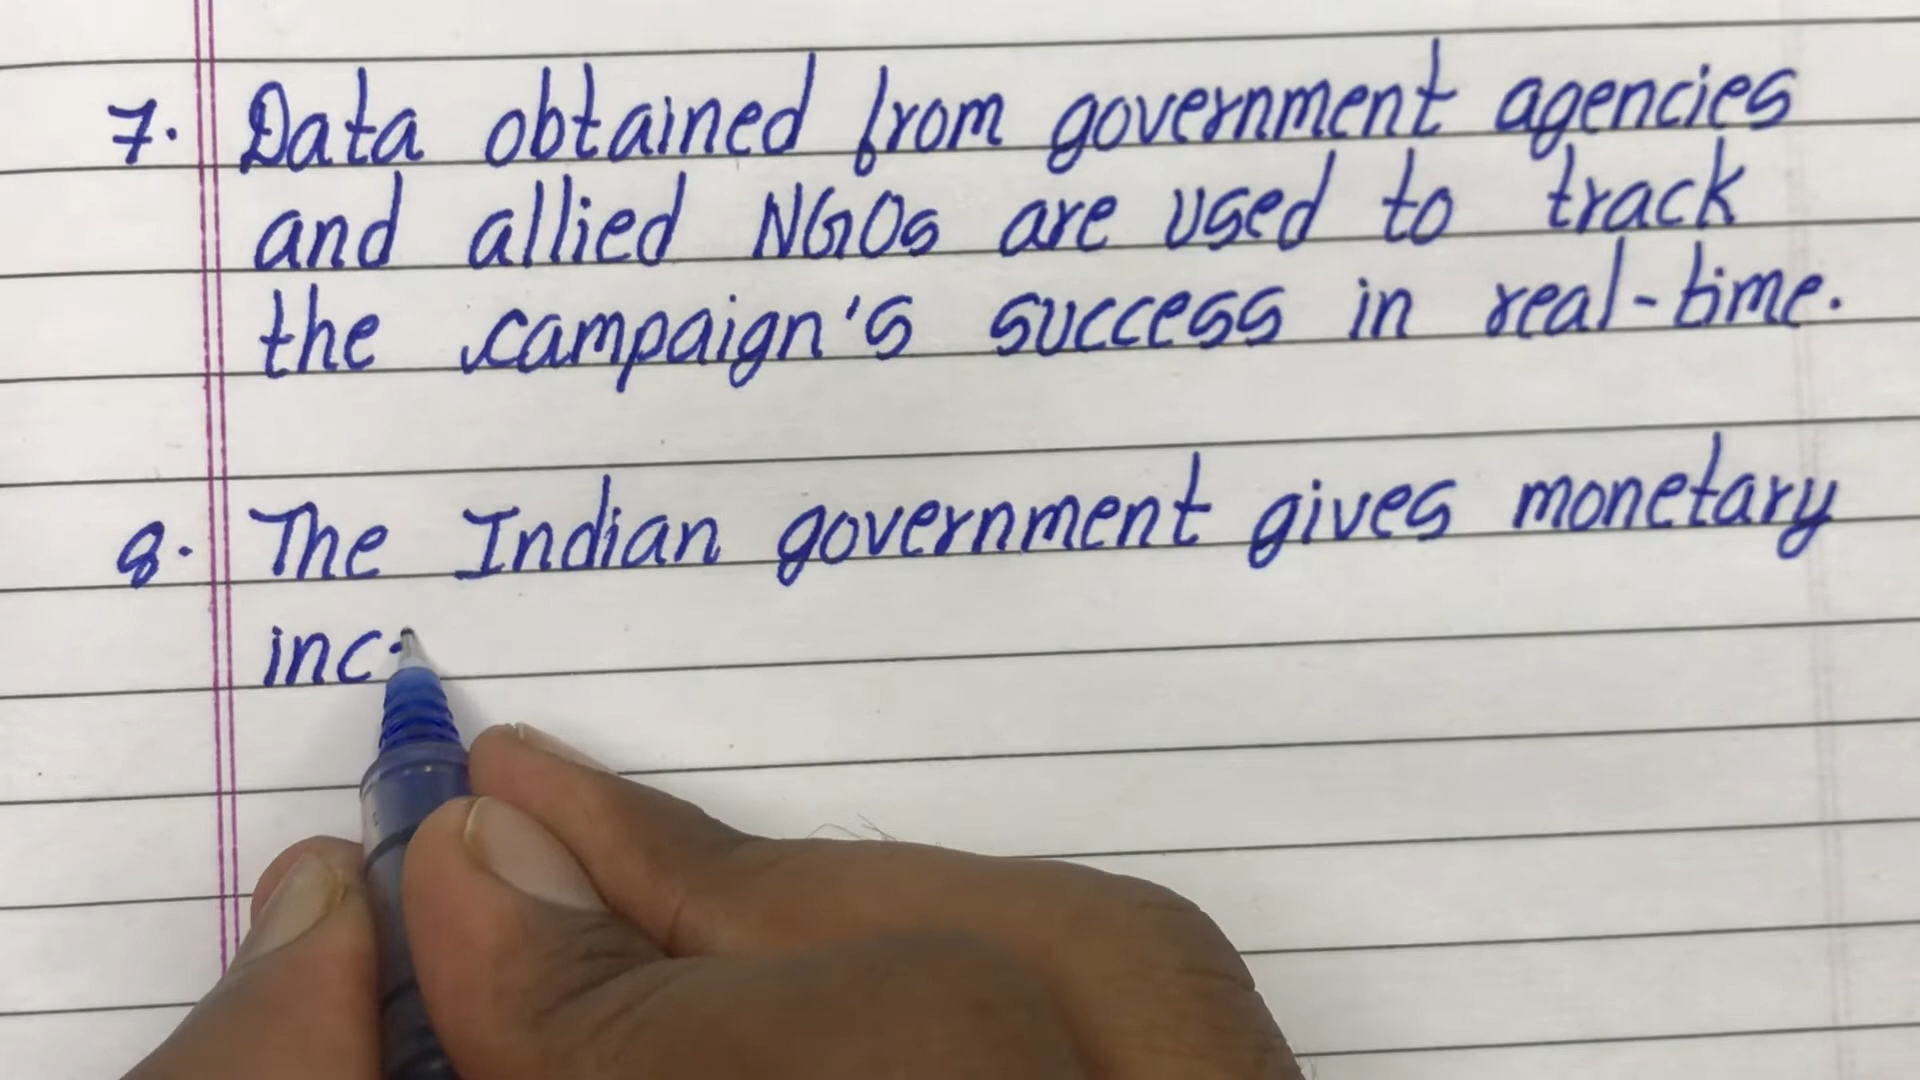 7. Data obtained from government agencies
and allied NGOs are used to track
the campaign's success in real-time.
8. The Indian government gives monetary
inc